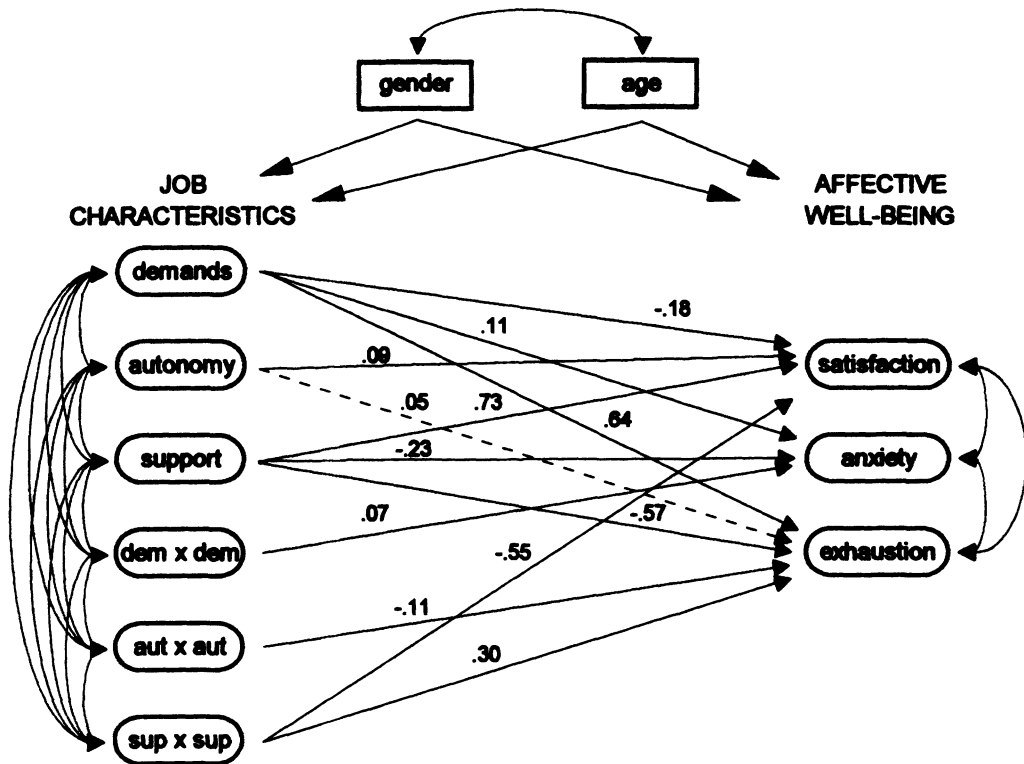 gender
age
JOB
CHARACTERISTICS
AFFECTIVE
WELL-BEING
demands
-.18
.11
autonomy
.09
satisfaction
.05
.73
.64
support
-.23
anxiety
.07
-.57
dem x dem
-.55
exhaustion
-.11
aut x aut
.30
sup x sup